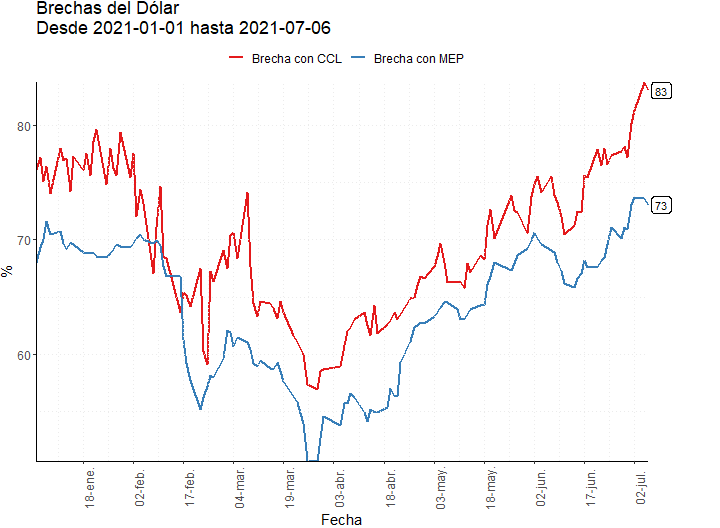 Brechas del Dólar
Desde 2021-01-01 hasta 2021-07-06
Brecha con CCL
Brecha con MEP
83
73
80
70
60
%
18-ene.
02-feb.
17-feb.
04-mar.
19-mar.
03-abr.
18-abr.
03-may.
18-may.
02-jun.
17-jun.
02-jul.
Fecha